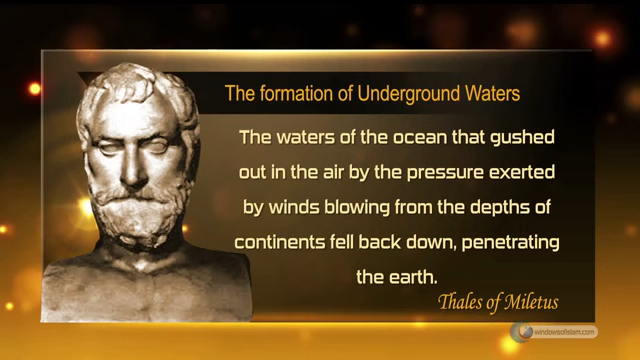 The formation of Underground Waters
The waters of the ocean that gushed
out in the air by the pressure exerted
by winds blowing from the depths of
continents fell back down, penetrating
the earth.
Thales of Miletus
windowsofislam.com